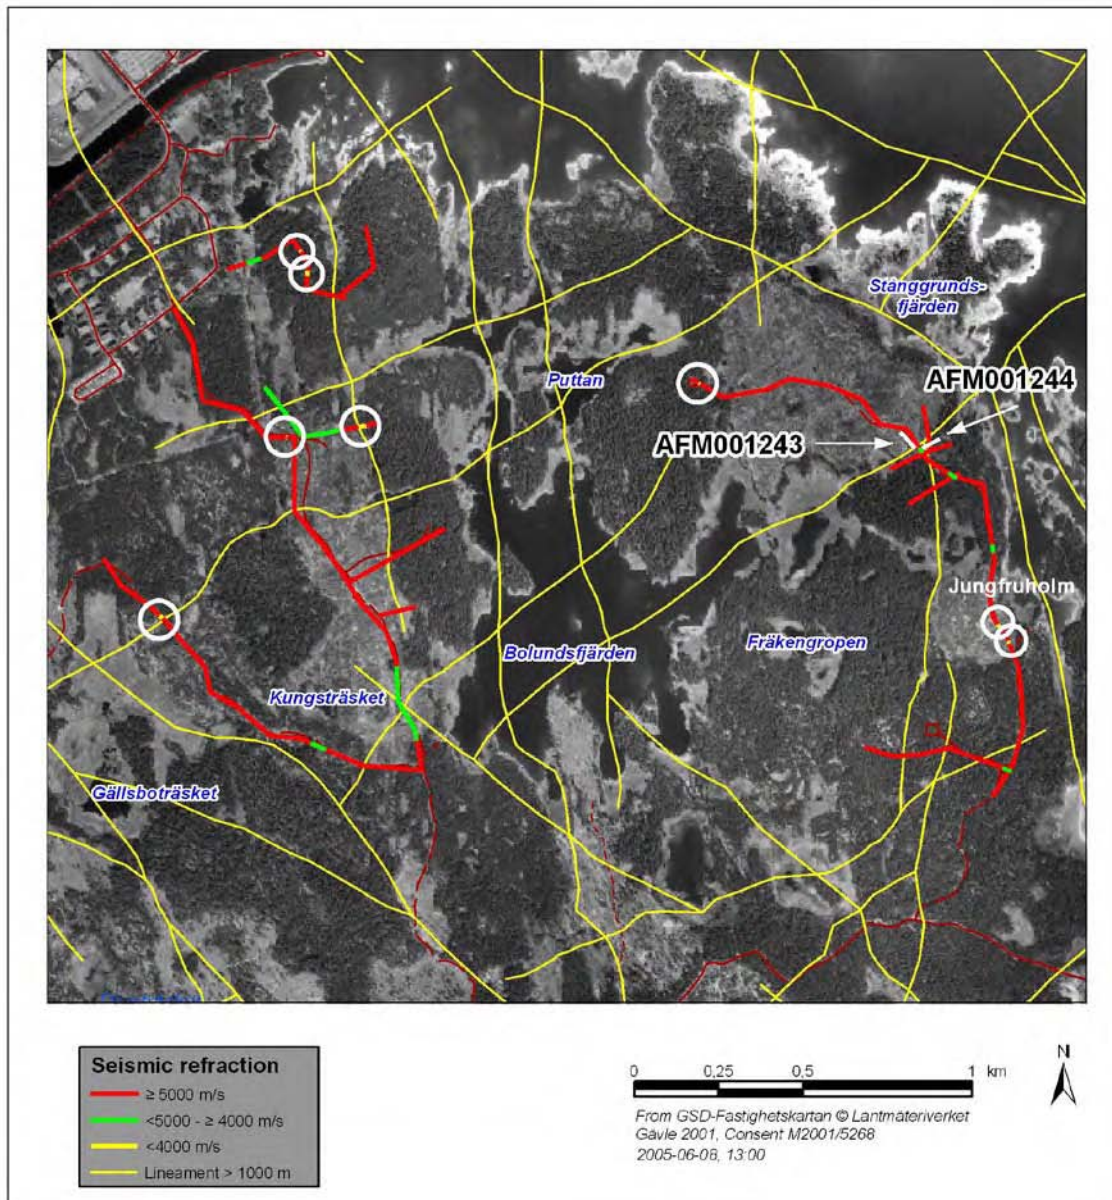 Stånggrunds-
fjärden
Puttan
AFM001244
AFM001243
Jungfruholm
Bolundsfjärden
Fräkengropen
Kungsträsket
Gällsboträsket
Seismic refraction
≥ 5000 m/s
<5000 - ≥ 4000 m/s
<4000 m/s
Lineament > 1000 m
0 0,25 0,5 1 km
N
From GSD-Fastighetskartan © Lantmäteriverket
Gävle 2001, Consent M2001/5268
2005-06-08, 13:00